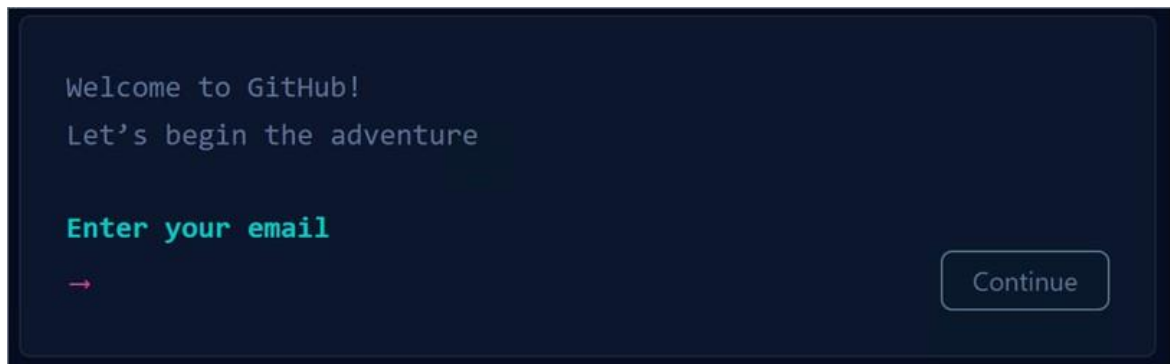 Welcome to GitHub!
Let’s begin the adventure
Enter your email
→
Continue